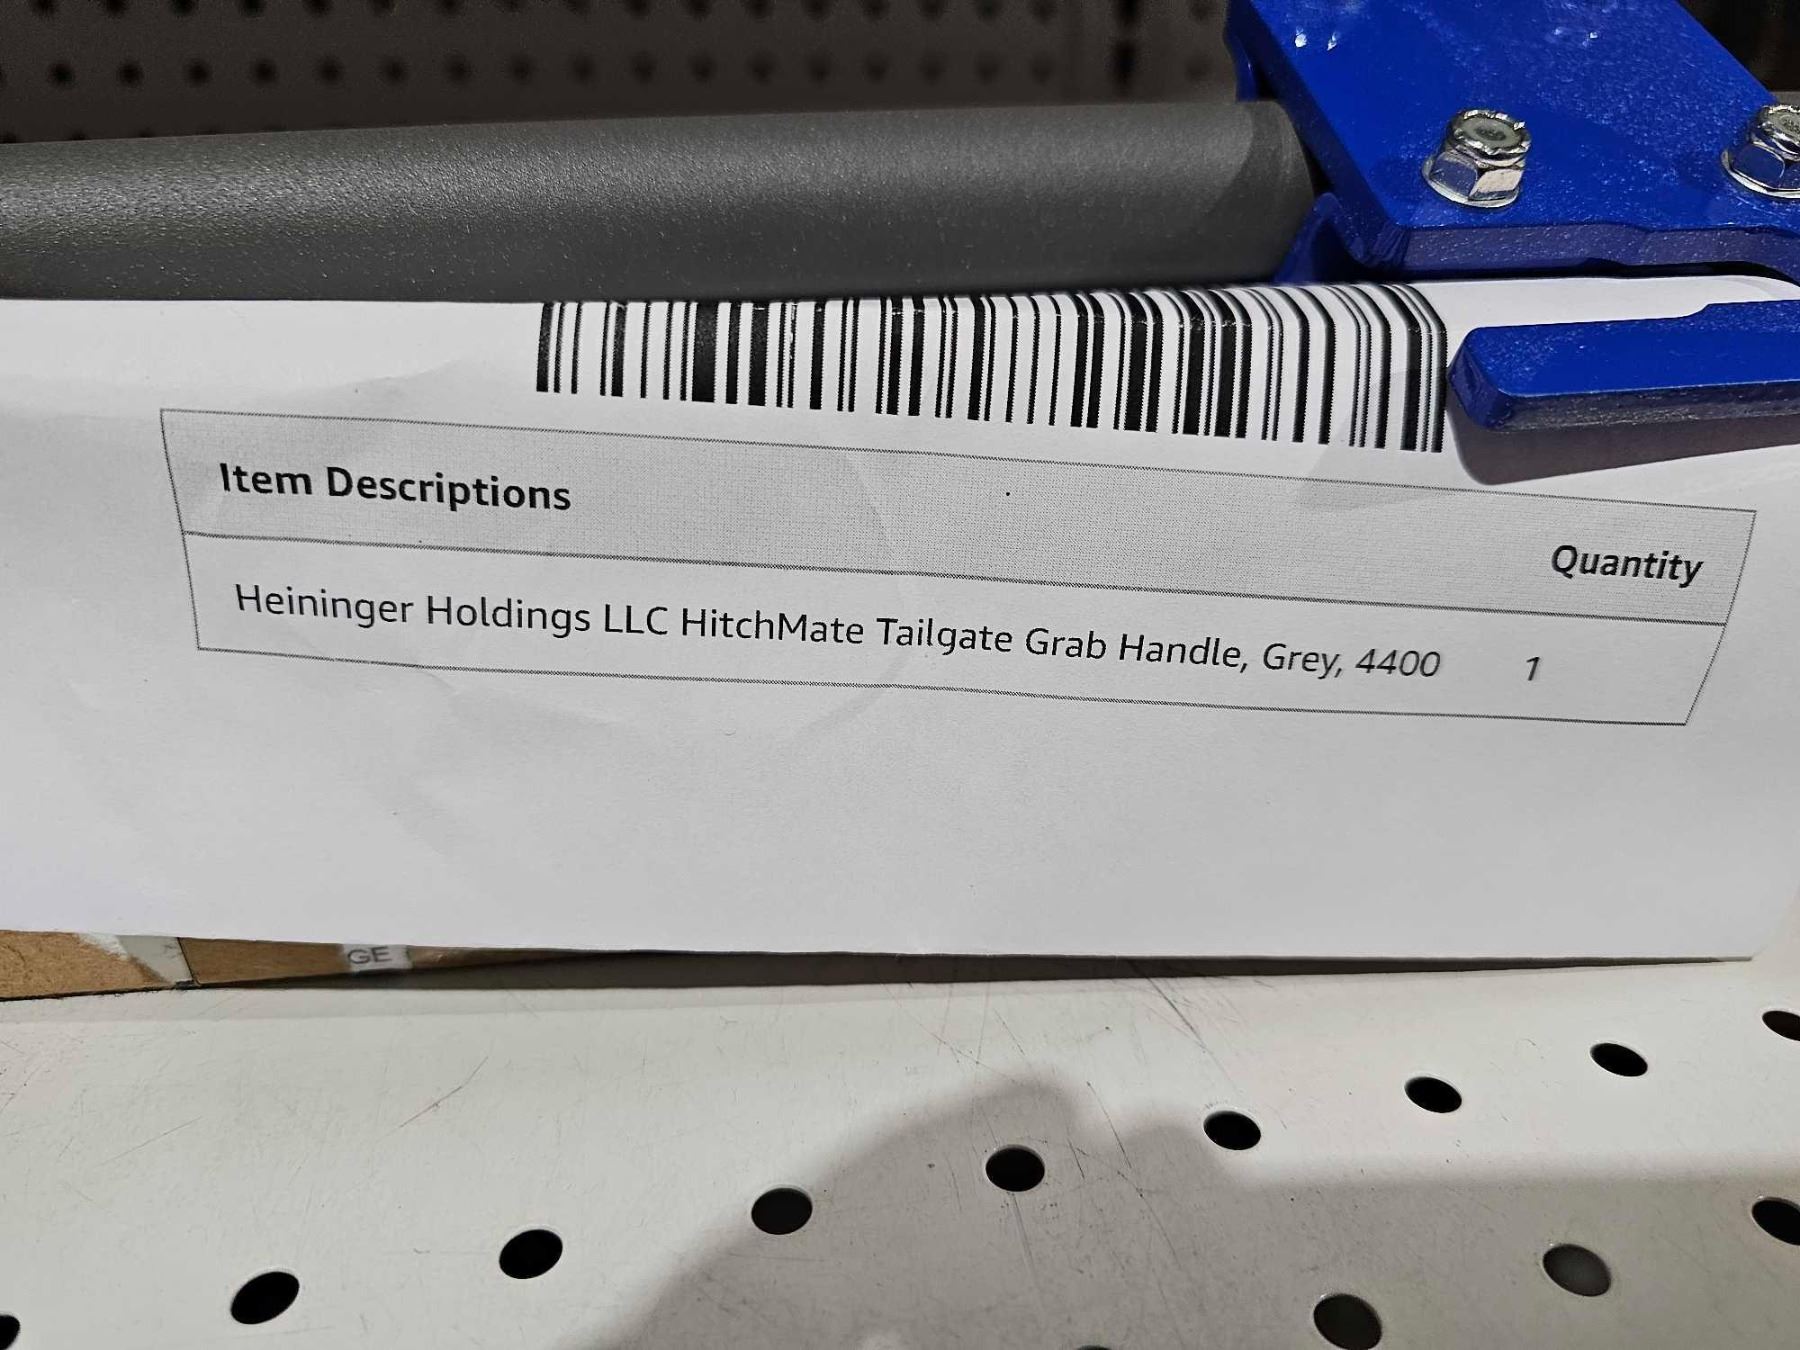 Item Descriptions
Quantity
Heininger Holdings LLC HitchMate Tailgate Grab Handle, Grey, 4400 1
GE